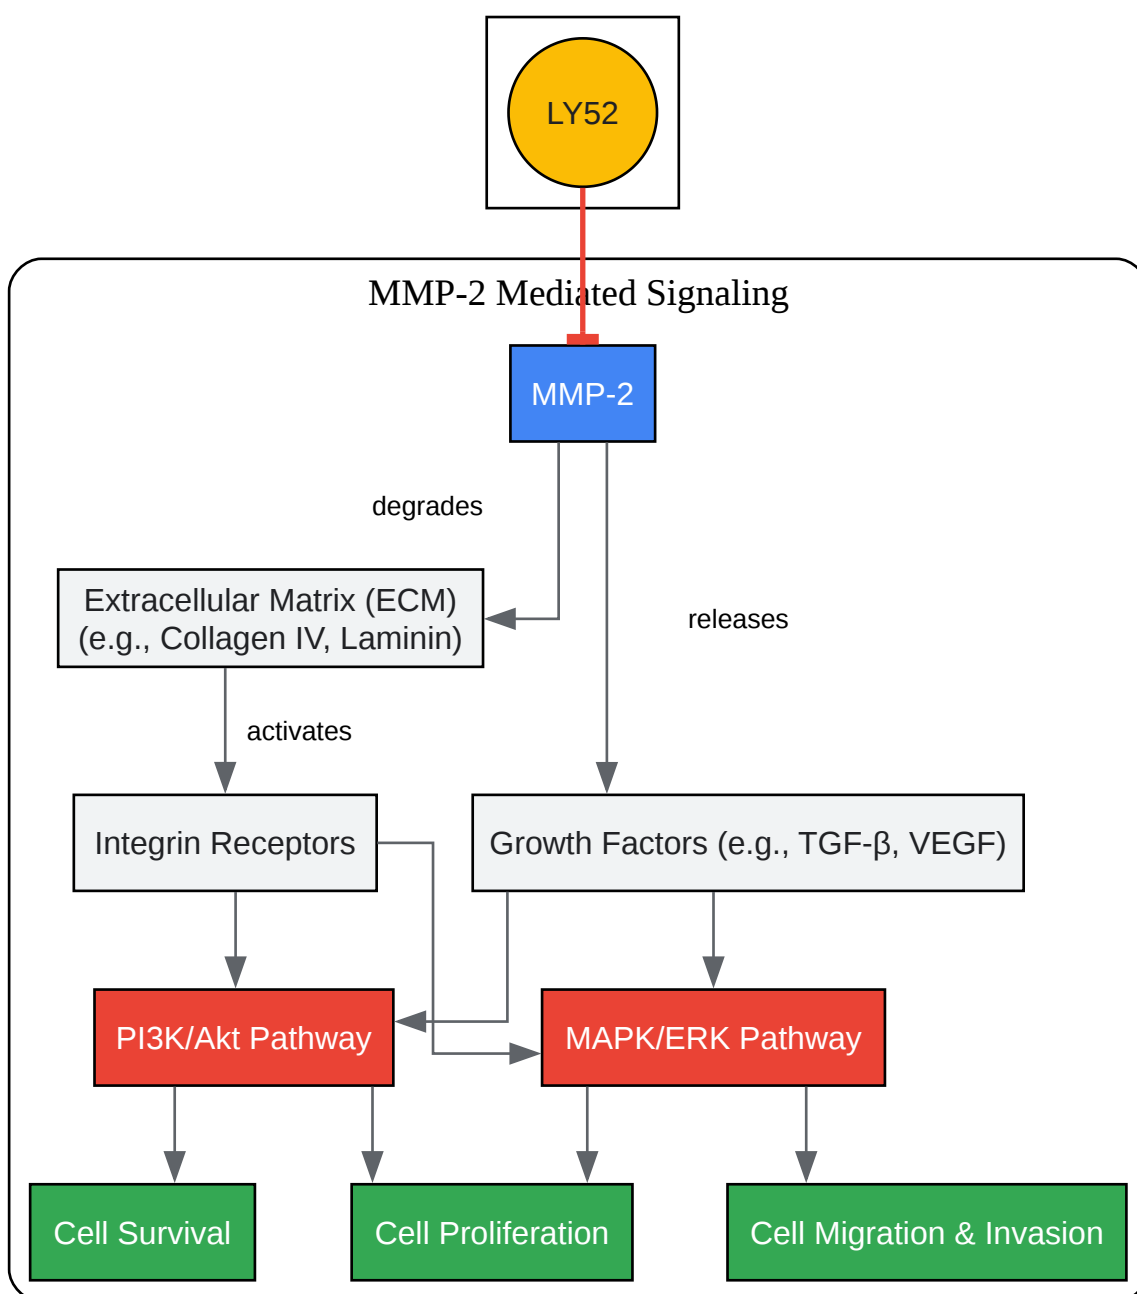 LY52
MMP-2 Mediated Signaling
MMP-2
degrades
Extracellular Matrix (ECM)
(e.g., Collagen IV, Laminin)
releases
activates
Integrin Receptors
Growth Factors (e.g., TGF-β, VEGF)
PI3K/Akt Pathway
MAPK/ERK Pathway
Cell Survival
Cell Proliferation
Cell Migration & Invasion